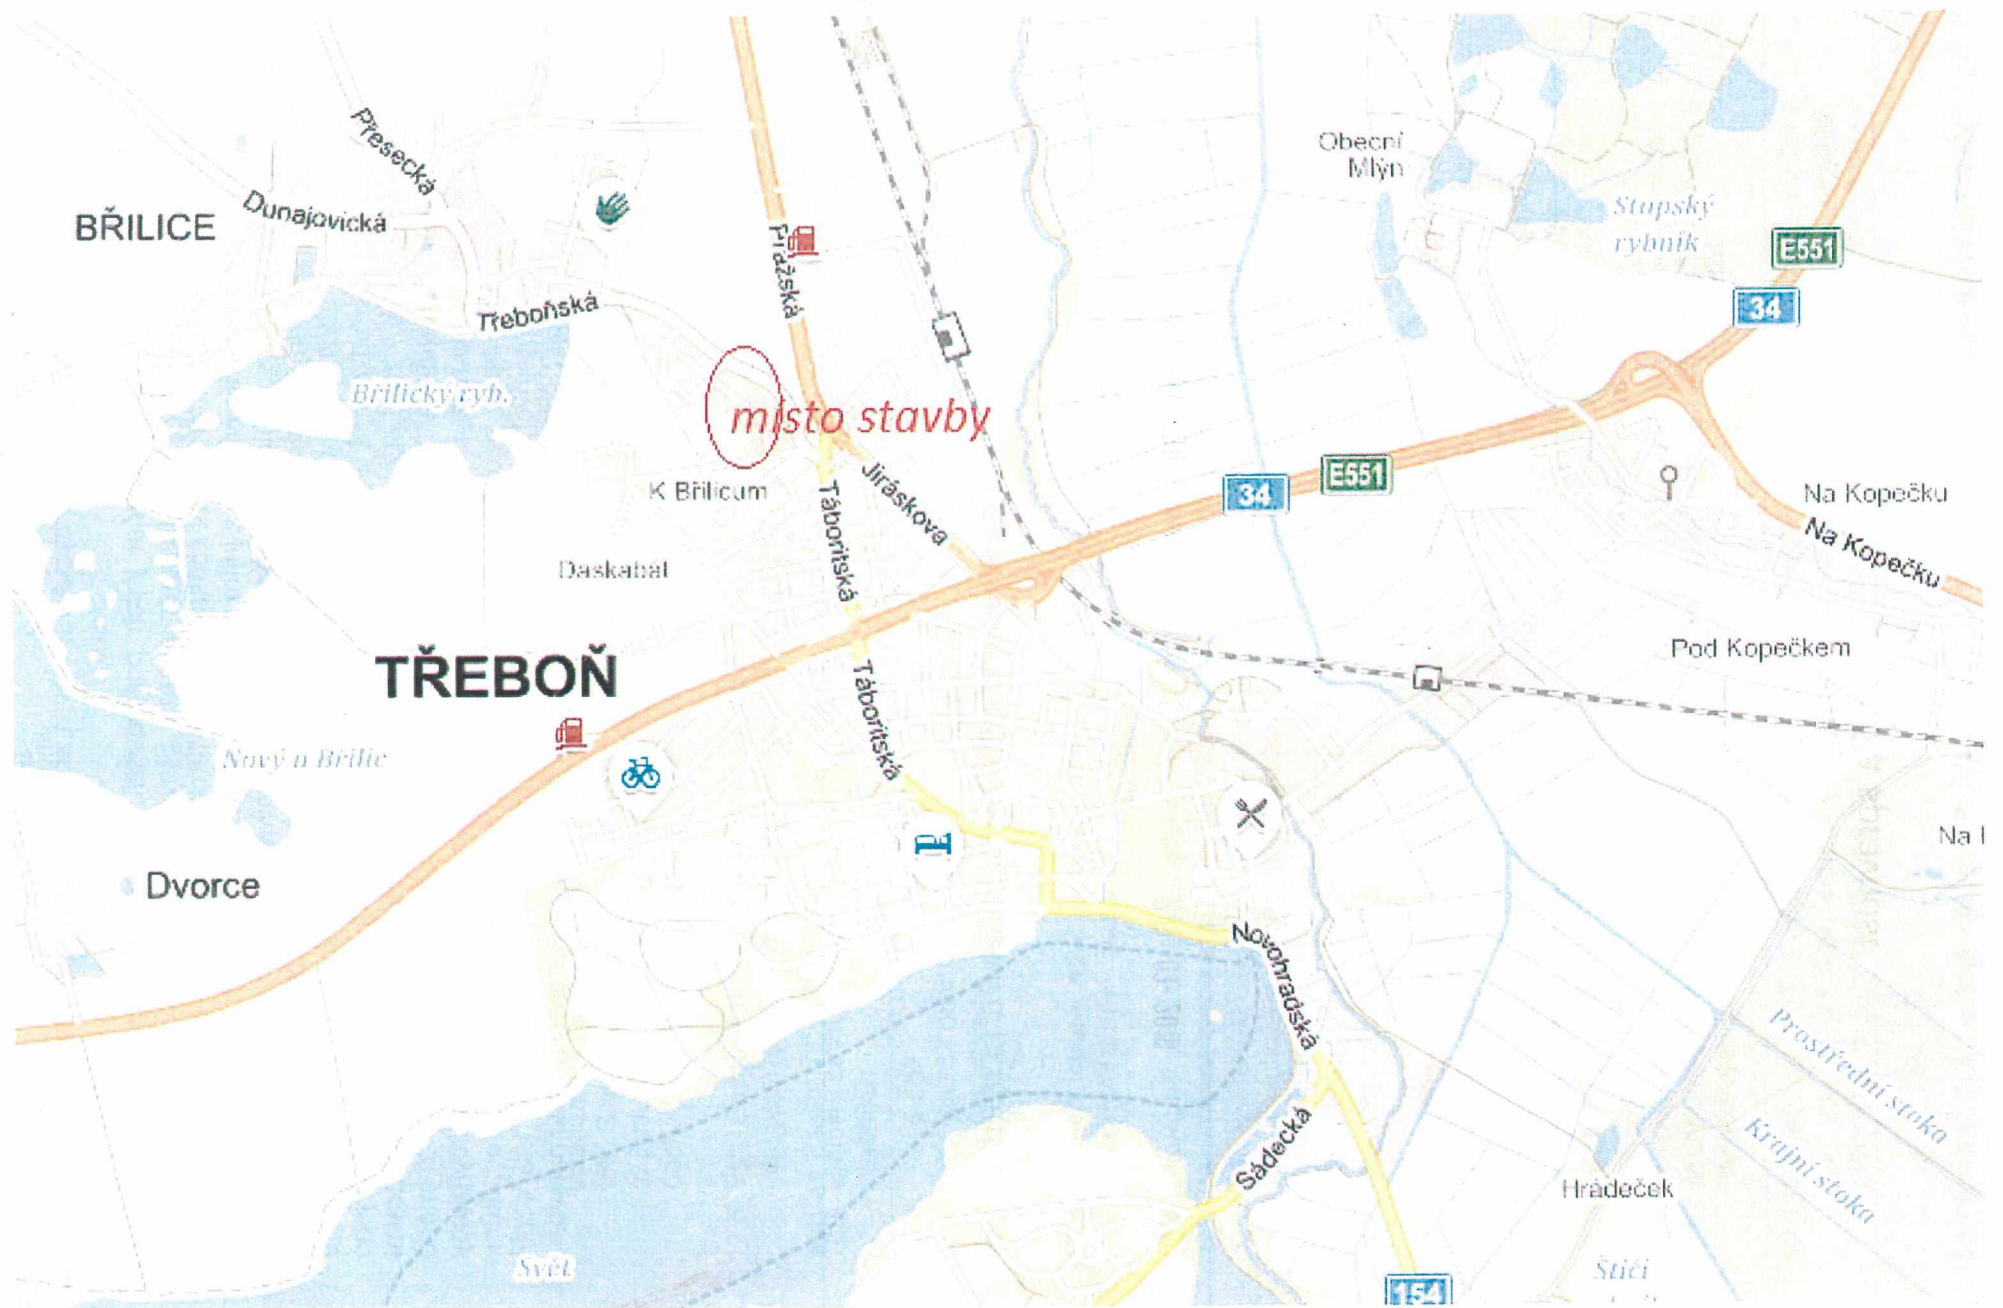 Přesecká
Obecní
Mlýn
BŘILICE
Dunajovická
Stupský
rybník
E551
Pražská
34
Třeboňská
Břilický ryb.
místo stavby
E551
34
K Břilicum
Jiráskova
Na Kopečku
Táboritská
Na Kopečku
Daskabát
TŘEBOŇ
Pod Kopečkem
Táboritská
Nový u Břilic
Na
Dvorce
Novohradská
Prostřední stoka
Sádecká
Krajní stoka
Hrádeček
Svět
Štičí
154